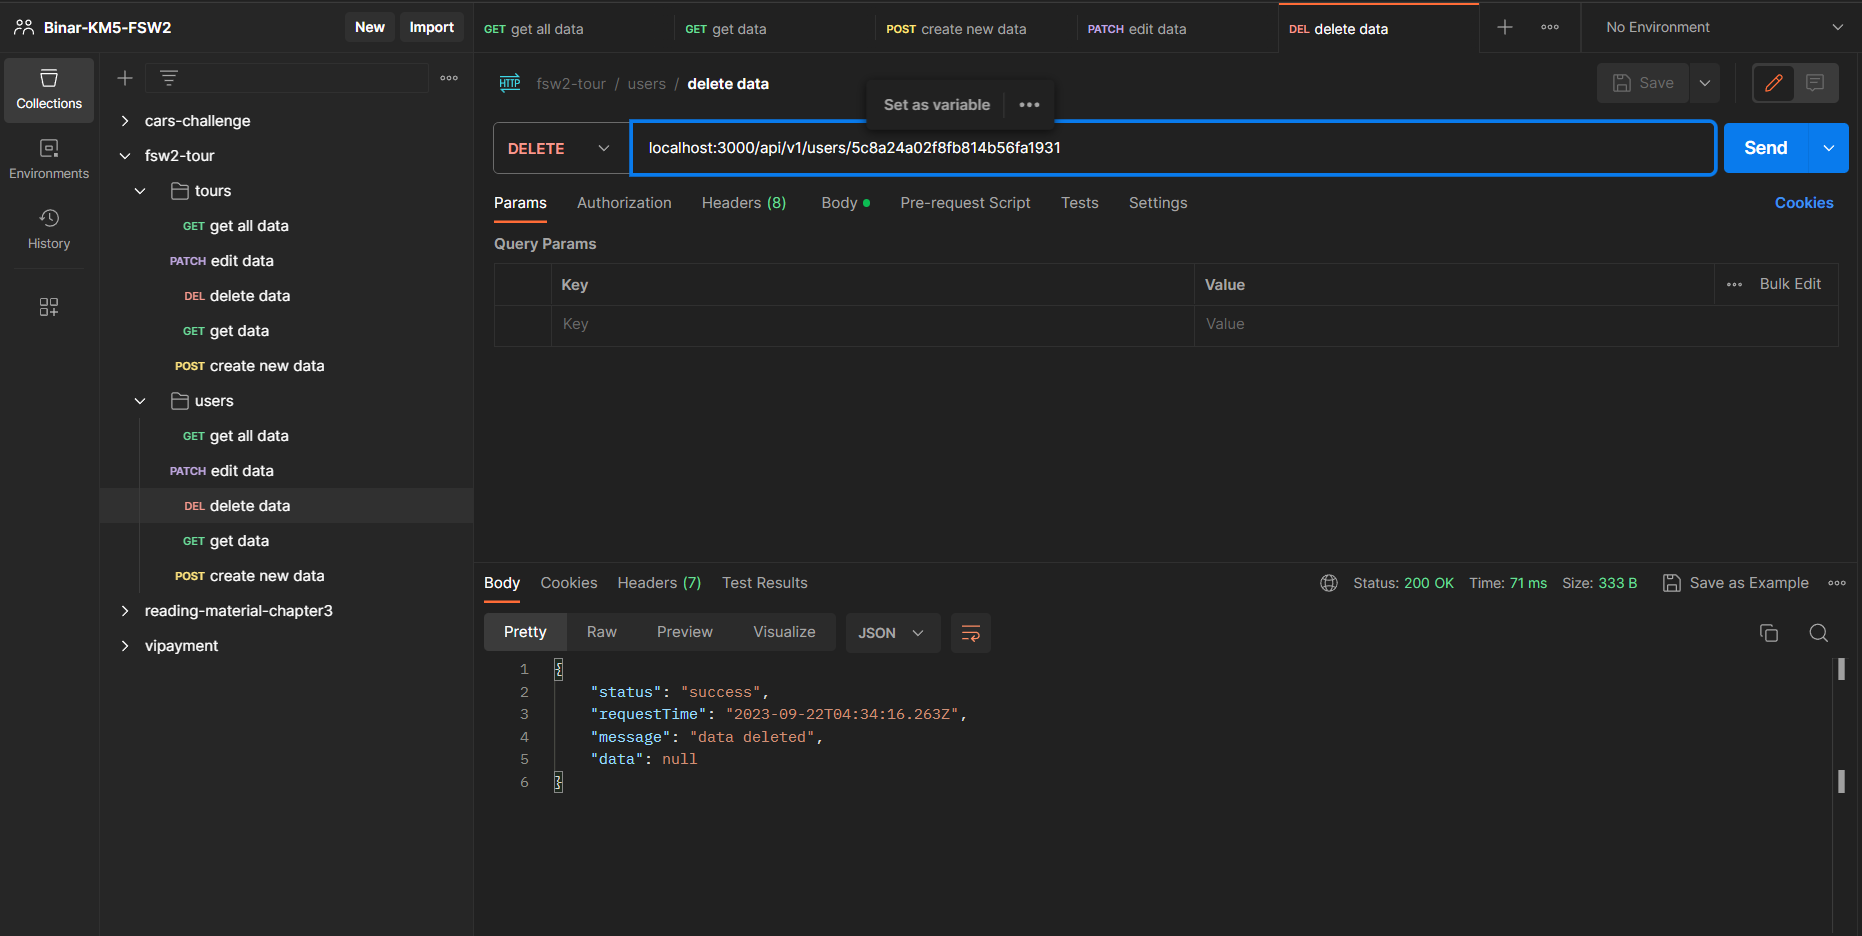 Binar-KM5-FSW2
New
Import
GET get all data
GET get data
POST create new data
PATCH edit data
DEL delete data
No Environment
Collections
Environments
History
cars-challenge
fsw2-tour
tours
GET get all data
PATCH edit data
DEL delete data
GET get data
POST create new data
users
GET get all data
PATCH edit data
DEL delete data
GET get data
POST create new data
reading-material-chapter3
vipayment
HTTP fsw2-tour / users / delete data
Save
Set as variable
DELETE
localhost:3000/api/v1/users/5c8a24a02f8fb814b56fa1931
Send
Params Authorization Headers (8) Body Pre-request Script Tests Settings
Cookies
Query Params
Key Value Bulk Edit
Key Value
Body Cookies Headers (7) Test Results
Status: 200 OK Time: 71 ms Size: 333 B Save as Example
Pretty Raw Preview Visualize JSON
1 {
2 "status": "success",
3 "requestTime": "2023-09-22T04:34:16.263Z",
4 "message": "data deleted",
5 "data": null
6 }